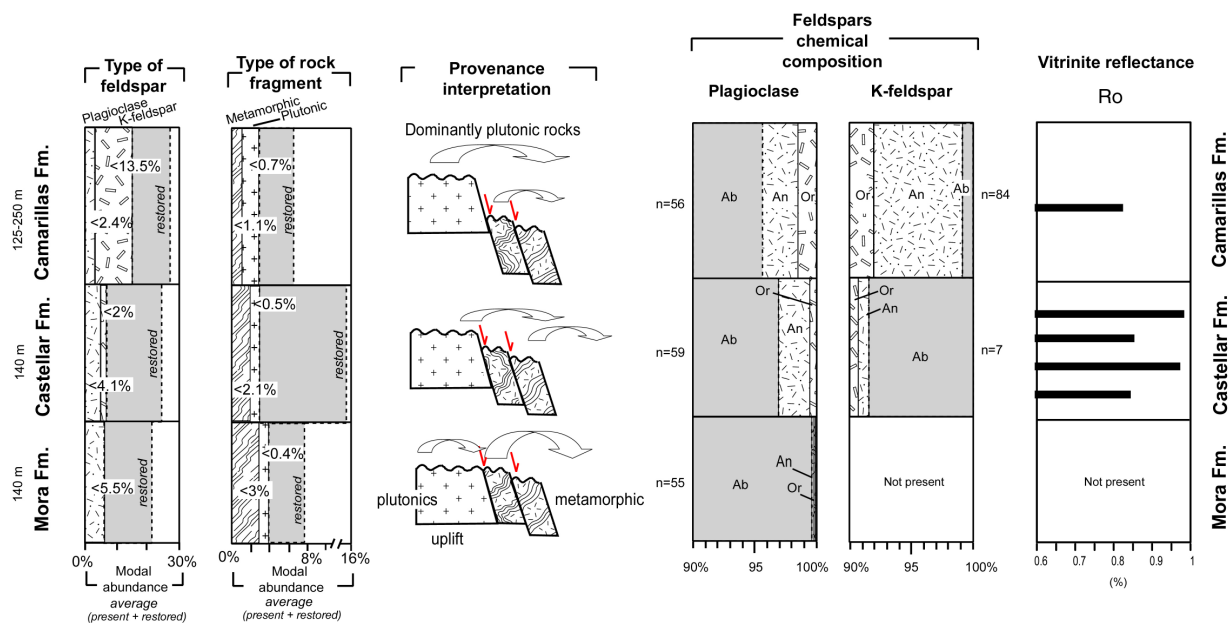 Type of
feldspar
Plagioclase
K-feldspar
Type of rock
fragment
Metamorphic
Plutonic
Provenance
interpretation
Feldspars
chemical
composition
Plagioclase
K-feldspar
Vitrinite reflectance
Ro
Camarillas Fm.
125-250 m
<13.5%
<2.4%
restored
<0.7%
<1.1%
restored
Dominantly plutonic rocks
n=56
Ab
An
Or
Or
An
Ab
n=84
Camarillas Fm.
Castellar Fm.
140 m
<2%
<4.1%
restored
<0.5%
<2.1%
restored
n=59
Ab
Or
An
Or
An
Ab
n=7
Castellar Fm.
Mora Fm.
140 m
<5.5%
restored
<0.4%
<3%
restored
plutonics
metamorphic
uplift
n=55
Ab
An
Or
Not present
Not present
Mora Fm.
0%
30%
Modal
abundance
average
(present + restored)
0%
8%
16%
Modal
abundance
average
(present + restored)
90%
95
100%
90%
95
100%
0.6
0.7
0.8
0.9
1
(%)